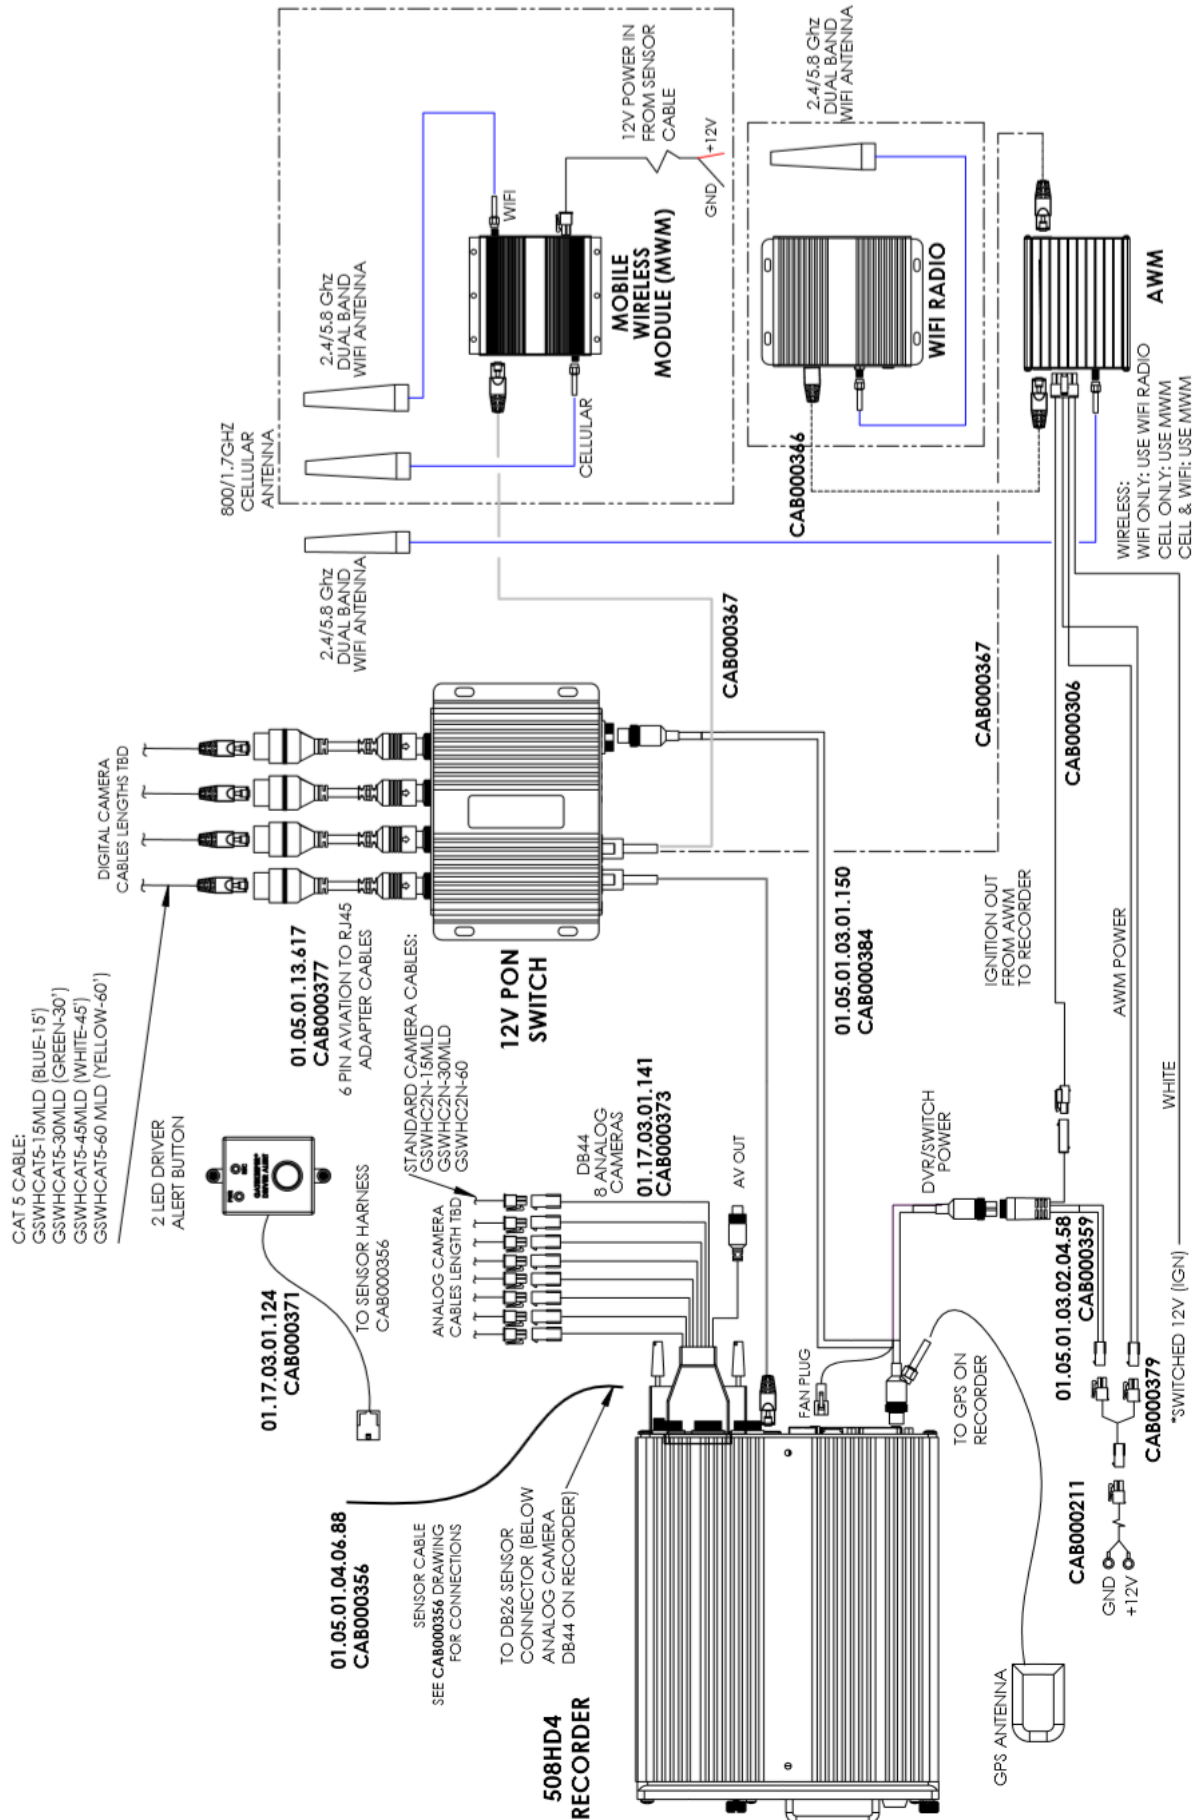 CAT 5 CABLE:
GSWHCAT5-15MLD (BLUE-15')
GSWHCAT5-30MLD (GREEN-30')
GSWHCAT5-45MLD (WHITE-45')
GSWHCAT5-60 MLD (YELLOW-60')
DIGITAL CAMERA
CABLES LENGTHS TBD
800/1.7GHZ
CELLULAR
ANTENNA
2.4/5.8 Ghz
DUAL BAND
WIFI ANTENNA
2.4/5.8 Ghz
DUAL BAND
WIFI ANTENNA
WIFI
CELLULAR
MOBILE
WIRELESS
MODULE (MWM)
12V POWER IN
FROM SENSOR
CABLE
GND
+12V
2 LED DRIVER
ALERT BUTTON
PWR
REC
GATEKEEPER
DRIVER ALERT
01.17.03.01.124
CAB000371
TO SENSOR HARNESS
CAB000356
01.05.01.13.617
CAB000377
6 PIN AVIATION TO RJ45
ADAPTER CABLES
12V PON
SWITCH
CAB000367
01.05.01.04.06.88
CAB000356
SENSOR CABLE
SEE CAB000356 DRAWING
FOR CONNECTIONS
TO DB26 SENSOR
CONNECTOR (BELOW
ANALOG CAMERA
DB44 ON RECORDER)
STANDARD CAMERA CABLES:
GSWHC2N-15MLD
GSWHC2N-30MLD
GSWHC2N-60
ANALOG CAMERA
CABLES LENGTH TBD
DB44
8 ANALOG
CAMERAS
01.17.03.01.141
CAB000373
AV OUT
508HD4
RECORDER
FAN PLUG
TO GPS ON
RECORDER
GPS ANTENNA
01.05.01.03.01.150
CAB000384
DVR/SWITCH
POWER
01.05.01.03.02.04.58
CAB000359
IGNITION OUT
FROM AWM
TO RECORDER
CAB000367
CAB000306
CAB000366
2.4/5.8 Ghz
DUAL BAND
WIFI ANTENNA
WIFI RADIO
AWM
WIRELESS:
WIFI ONLY: USE WIFI RADIO
CELL ONLY: USE MWM
CELL & WIFI: USE MWM
AWM POWER
WHITE
*SWITCHED 12V (IGN)
CAB000379
CAB000211
GND
+12V